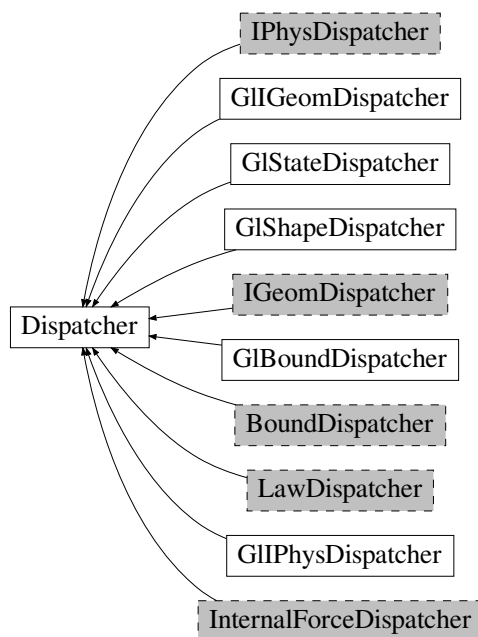 IPhysDispatcher
GlIGeomDispatcher
GlStateDispatcher
GlShapeDispatcher
IGeomDispatcher
Dispatcher
GlBoundDispatcher
BoundDispatcher
LawDispatcher
GlIPhysDispatcher
InternalForceDispatcher